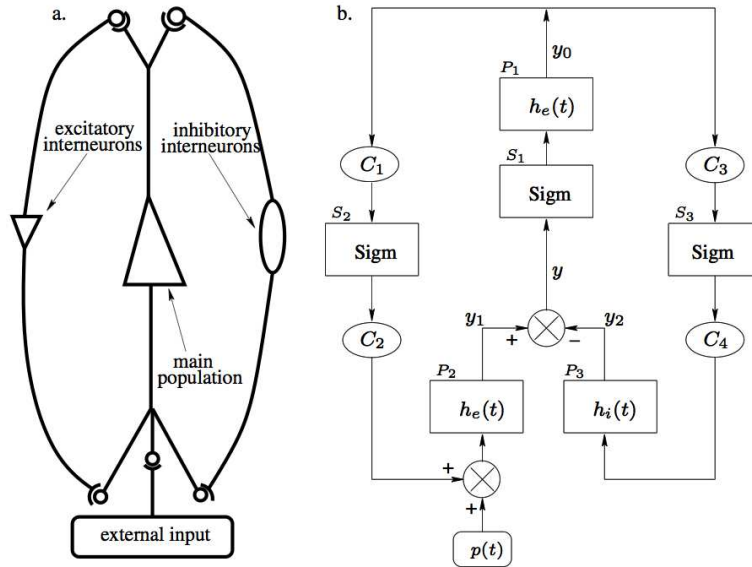 a.
excitatory
interneurons
inhibitory
interneurons
main
population
external input
b.
y₀
P₁
hₑ(t)
S₁
Sigm
C₁
C₃
S₂
Sigm
S₃
Sigm
y
C₂
C₄
y₁
y₂
+
−
P₂
hₑ(t)
P₃
hᵢ(t)
+
+
p(t)